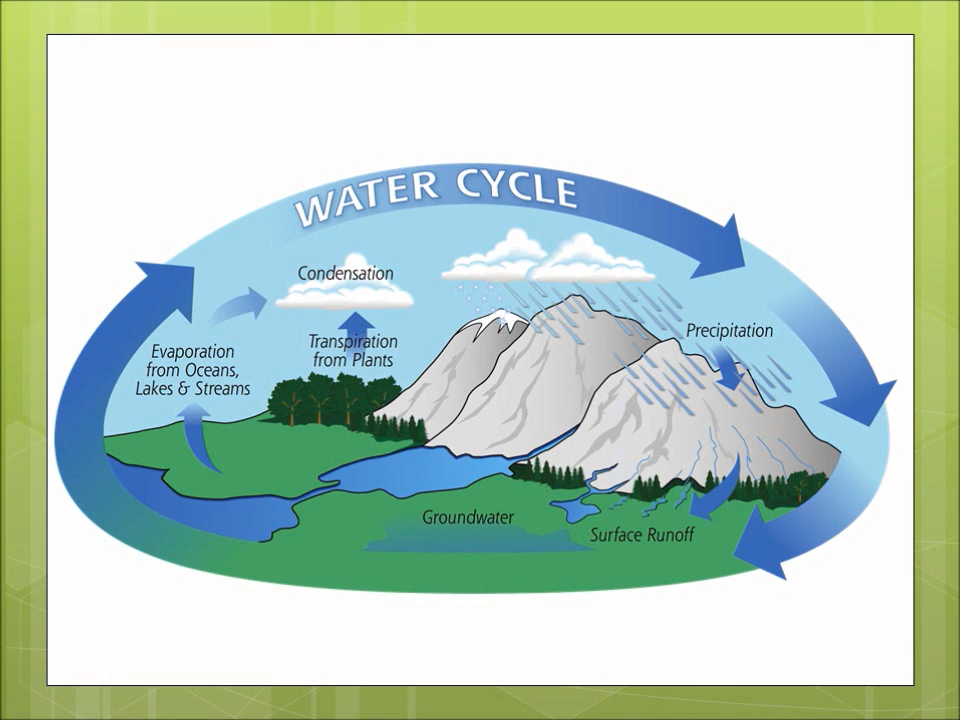 WATER CYCLE
Condensation
Transpiration
from Plants
Evaporation
from Oceans,
Lakes & Streams
Precipitation
Groundwater
Surface Runoff